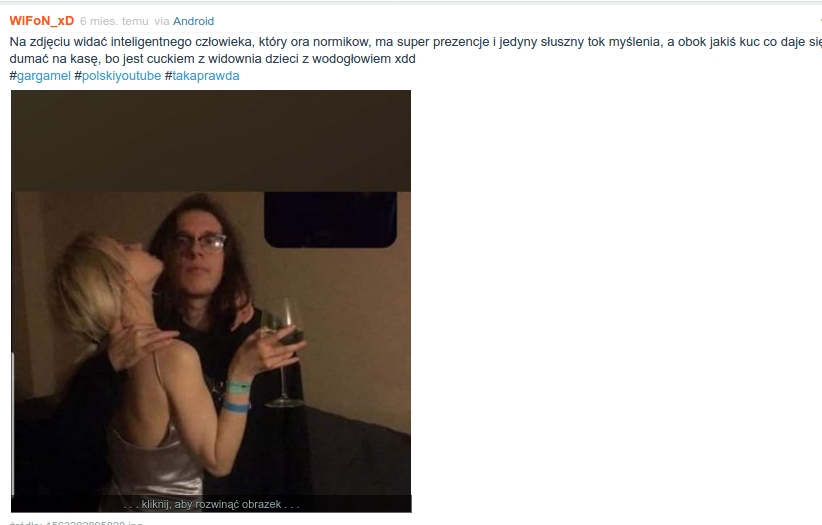 WiFoN_xD 6 mies. temu via Android
Na zdjęciu widać inteligentnego człowieka, który ora normikow, ma super prezencje i jedyny słuszny tok myślenia, a obok jakiś kuc co daje się
dumać na kasę, bo jest cuckiem z widownia dzieci z wodogłowiem xdd
#gargamel #polskiyoutube #takaprawda
. . . kliknij, aby rozwinąć obrazek . . .